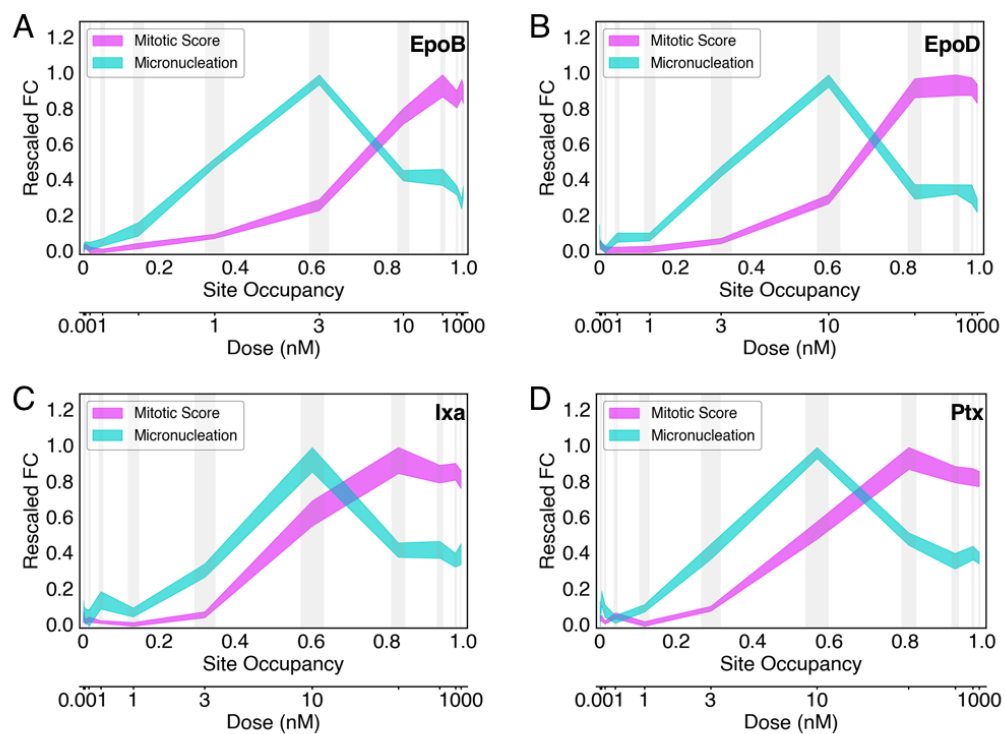 A
EpoB
Mitotic Score
Micronucleation
Rescaled FC
1.2
1.0
0.8
0.6
0.4
0.2
0.0
0 0.2 0.4 0.6 0.8 1.0
Site Occupancy
0.001 1 3 10 1000
Dose (nM)
B
EpoD
Mitotic Score
Micronucleation
Rescaled FC
1.2
1.0
0.8
0.6
0.4
0.2
0.0
0 0.2 0.4 0.6 0.8 1.0
Site Occupancy
0.001 1 3 10 1000
Dose (nM)
C
Ixa
Mitotic Score
Micronucleation
Rescaled FC
1.2
1.0
0.8
0.6
0.4
0.2
0.0
0 0.2 0.4 0.6 0.8 1.0
Site Occupancy
0.001 1 3 10 1000
Dose (nM)
D
Ptx
Mitotic Score
Micronucleation
Rescaled FC
1.2
1.0
0.8
0.6
0.4
0.2
0.0
0 0.2 0.4 0.6 0.8 1.0
Site Occupancy
0.001 1 3 10 1000
Dose (nM)